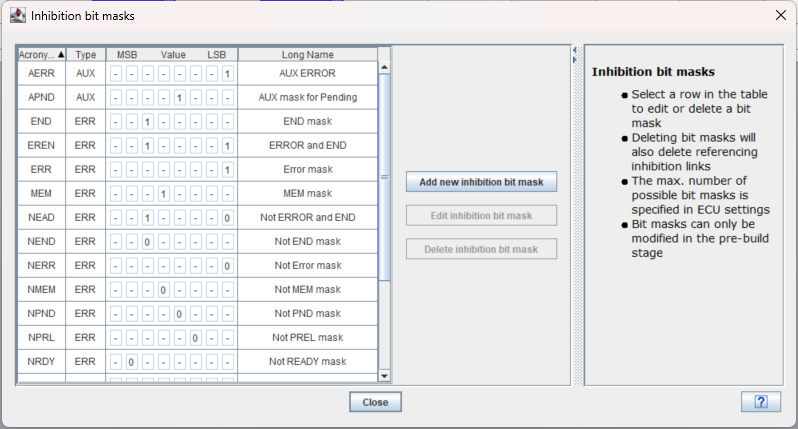 Inhibition bit masks
Acrony... ▲ Type MSB Value LSB Long Name
AERR AUX - - - - - - - 1 AUX ERROR
APND AUX - - - - 1 - - - AUX mask for Pending
END ERR - - 1 - - - - - END mask
EREN ERR - - 1 - - - - 1 ERROR and END
ERR ERR - - - - - - - 1 Error mask
MEM ERR - - - 1 - - - - MEM mask
NEAD ERR - - 1 - - - - 0 Not ERROR and END
NEND ERR - - 0 - - - - - Not END mask
NERR ERR - - - - - - - 0 Not Error mask
NMEM ERR - - - 0 - - - - Not MEM mask
NPND ERR - - - - 0 - - - Not PND mask
NPRL ERR - - - - - 0 - - Not PREL mask
NRDY ERR - 0 - - - - - - Not READY mask
Add new inhibition bit mask
Edit inhibition bit mask
Delete inhibition bit mask
Inhibition bit masks
● Select a row in the table
to edit or delete a bit
mask
● Deleting bit masks will
also delete referencing
inhibition links
● The max. number of
possible bit masks is
specified in ECU settings
● Bit masks can only be
modified in the pre-build
stage
Close
?